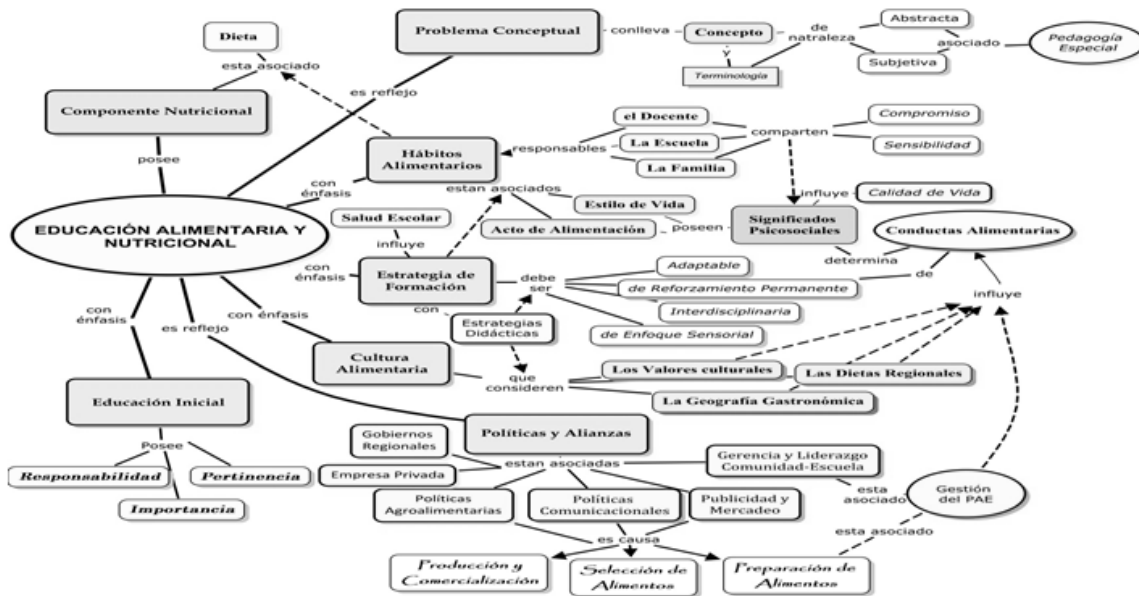 Problema Conceptual
conlleva
Concepto
y
Terminología
de
natraleza
Abstracta
Subjetiva
asociado
Pedagogía
Especial
Dieta
esta asociado
Componente Nutricional
posee
es reflejo
EDUCACIÓN ALIMENTARIA Y
NUTRICIONAL
con
énfasis
Hábitos
Alimentarios
responsables
el Docente
La Escuela
La Familia
comparten
Compromiso
Sensibilidad
influye
Calidad de Vida
estan asociados
Estilo de Vida
Acto de Alimentación
poseen
Significados
Psicosociales
determina
Conductas Alimentarias
de
influye
Salud Escolar
influye
con
énfasis
Estrategia de
Formación
debe
ser
Adaptable
de Reforzamiento Permanente
Interdisciplinaria
de Enfoque Sensorial
con
Estrategias
Didácticas
con énfasis
Cultura
Alimentaria
que
consideren
Los Valores culturales
Las Dietas Regionales
La Geografía Gastronómica
con
énfasis
es reflejo
Educación Inicial
Posee
Responsabilidad
Pertinencia
Importancia
Políticas y Alianzas
estan asociadas
Gobiernos
Regionales
Empresa Privada
Políticas
Agroalimentarias
Políticas
Comunicacionales
Publicidad y
Mercadeo
Gerencia y Liderazgo
Comunidad-Escuela
esta
asociado
Gestión
del PAE
esta asociado
es causa
Producción y
Comercialización
Selección de
Alimentos
Preparación de
Alimentos